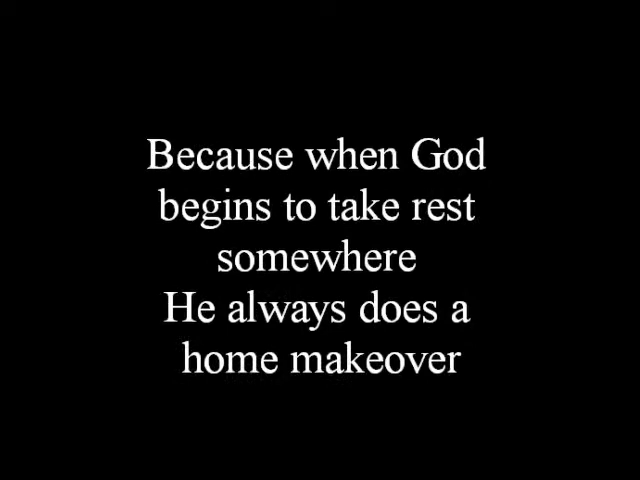 Because when God
begins to take rest
somewhere
He always does a
home makeover